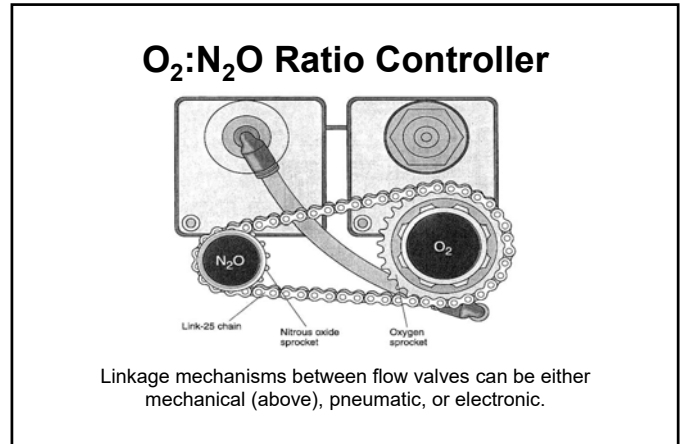 O₂:N₂O Ratio Controller
N₂O
O₂
Link-25 chain
Nitrous oxide
sprocket
Oxygen
sprocket
Linkage mechanisms between flow valves can be either
mechanical (above), pneumatic, or electronic.